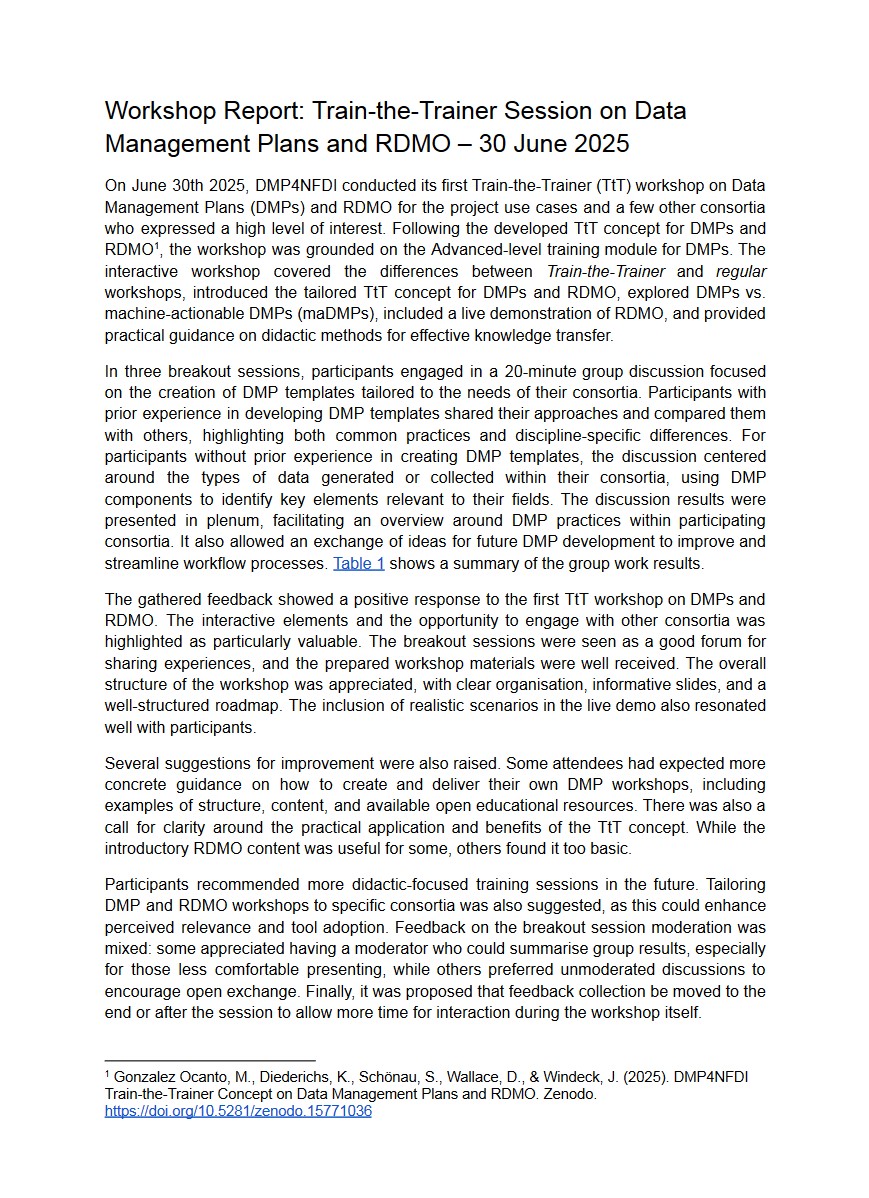 Workshop Report: Train-the-Trainer Session on Data
Management Plans and RDMO – 30 June 2025
On June 30th 2025, DMP4NFDI conducted its first Train-the-Trainer (TtT) workshop on Data
Management Plans (DMPs) and RDMO for the project use cases and a few other consortia
who expressed a high level of interest. Following the developed TtT concept for DMPs and
RDMO¹, the workshop was grounded on the Advanced-level training module for DMPs. The
interactive workshop covered the differences between Train-the-Trainer and regular
workshops, introduced the tailored TtT concept for DMPs and RDMO, explored DMPs vs.
machine-actionable DMPs (maDMPs), included a live demonstration of RDMO, and provided
practical guidance on didactic methods for effective knowledge transfer.
In three breakout sessions, participants engaged in a 20-minute group discussion focused
on the creation of DMP templates tailored to the needs of their consortia. Participants with
prior experience in developing DMP templates shared their approaches and compared them
with others, highlighting both common practices and discipline-specific differences. For
participants without prior experience in creating DMP templates, the discussion centered
around the types of data generated or collected within their consortia, using DMP
components to identify key elements relevant to their fields. The discussion results were
presented in plenum, facilitating an overview around DMP practices within participating
consortia. It also allowed an exchange of ideas for future DMP development to improve and
streamline workflow processes. Table 1 shows a summary of the group work results.
The gathered feedback showed a positive response to the first TtT workshop on DMPs and
RDMO. The interactive elements and the opportunity to engage with other consortia was
highlighted as particularly valuable. The breakout sessions were seen as a good forum for
sharing experiences, and the prepared workshop materials were well received. The overall
structure of the workshop was appreciated, with clear organisation, informative slides, and a
well-structured roadmap. The inclusion of realistic scenarios in the live demo also resonated
well with participants.
Several suggestions for improvement were also raised. Some attendees had expected more
concrete guidance on how to create and deliver their own DMP workshops, including
examples of structure, content, and available open educational resources. There was also a
call for clarity around the practical application and benefits of the TtT concept. While the
introductory RDMO content was useful for some, others found it too basic.
Participants recommended more didactic-focused training sessions in the future. Tailoring
DMP and RDMO workshops to specific consortia was also suggested, as this could enhance
perceived relevance and tool adoption. Feedback on the breakout session moderation was
mixed: some appreciated having a moderator who could summarise group results, especially
for those less comfortable presenting, while others preferred unmoderated discussions to
encourage open exchange. Finally, it was proposed that feedback collection be moved to the
end or after the session to allow more time for interaction during the workshop itself.
¹ Gonzalez Ocanto, M., Diederichs, K., Schönau, S., Wallace, D., & Windeck, J. (2025). DMP4NFDI
Train-the-Trainer Concept on Data Management Plans and RDMO. Zenodo.
https://doi.org/10.5281/zenodo.15771036